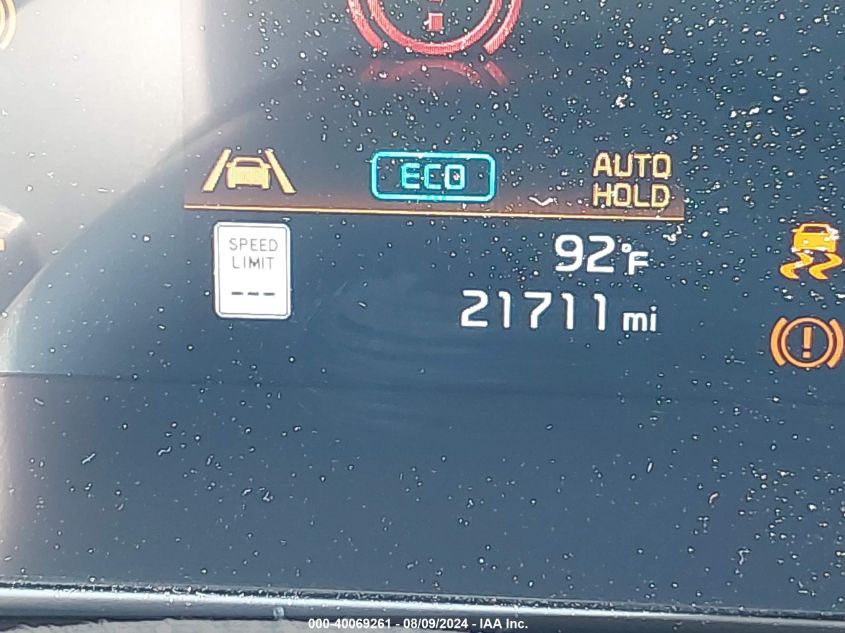 ECO
AUTO
HOLD
SPEED
LIMIT
---
92°F
21711 mi
000-40069261 - 08/09/2024 - IAA Inc.